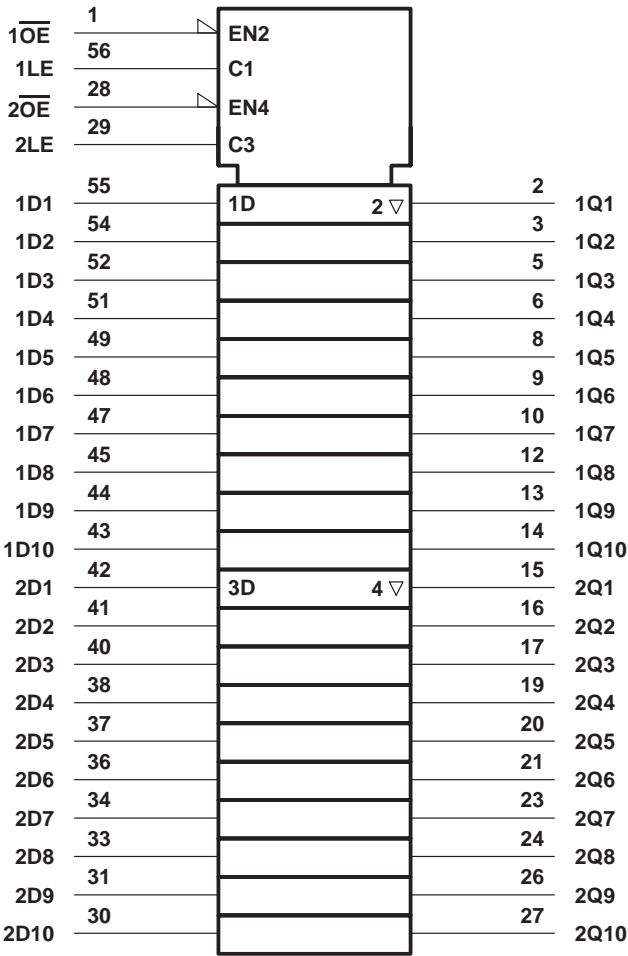 1O̅E̅ 1 EN2
1LE 56 C1
2O̅E̅ 28 EN4
2LE 29 C3
1D1 55 1D 2 ▽ 2 1Q1
1D2 54 3 1Q2
1D3 52 5 1Q3
1D4 51 6 1Q4
1D5 49 8 1Q5
1D6 48 9 1Q6
1D7 47 10 1Q7
1D8 45 12 1Q8
1D9 44 13 1Q9
1D10 43 14 1Q10
2D1 42 3D 4 ▽ 15 2Q1
2D2 41 16 2Q2
2D3 40 17 2Q3
2D4 38 19 2Q4
2D5 37 20 2Q5
2D6 36 21 2Q6
2D7 34 23 2Q7
2D8 33 24 2Q8
2D9 31 26 2Q9
2D10 30 27 2Q10